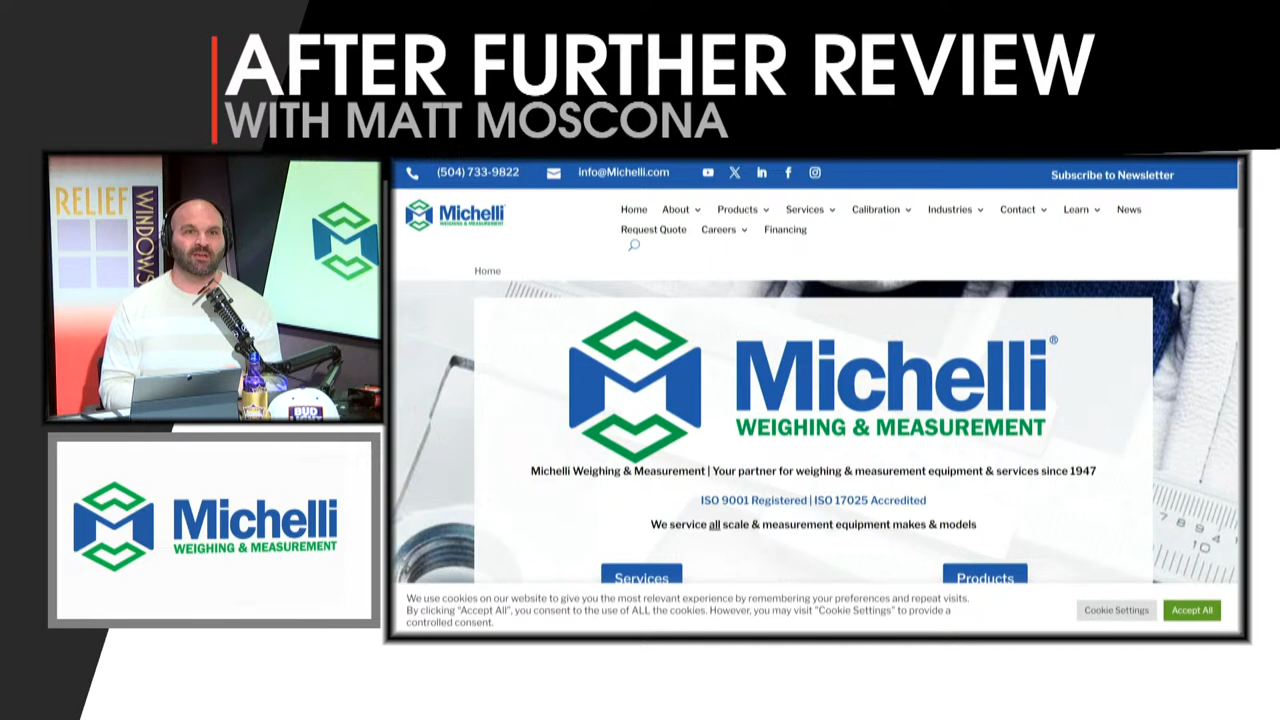 AFTER FURTHER REVIEW
WITH MATT MOSCONA
RELIEF
WINDOWS
BUD
LIGHT
Michelli
WEIGHING & MEASUREMENT
(504) 733-9822
info@Michelli.com
Subscribe to Newsletter
Michelli
WEIGHING & MEASUREMENT
Home About Products Services Calibration Industries Contact Learn News
Request Quote Careers Financing
Home
Michelli®
WEIGHING & MEASUREMENT
Michelli Weighing & Measurement | Your partner for weighing & measurement equipment & services since 1947
ISO 9001 Registered | ISO 17025 Accredited
We service all scale & measurement equipment makes & models
Services Products
7 8 9
10
We use cookies on our website to give you the most relevant experience by remembering your preferences and repeat visits.
By clicking “Accept All”, you consent to the use of ALL the cookies. However, you may visit "Cookie Settings" to provide a
controlled consent.
Cookie Settings Accept All